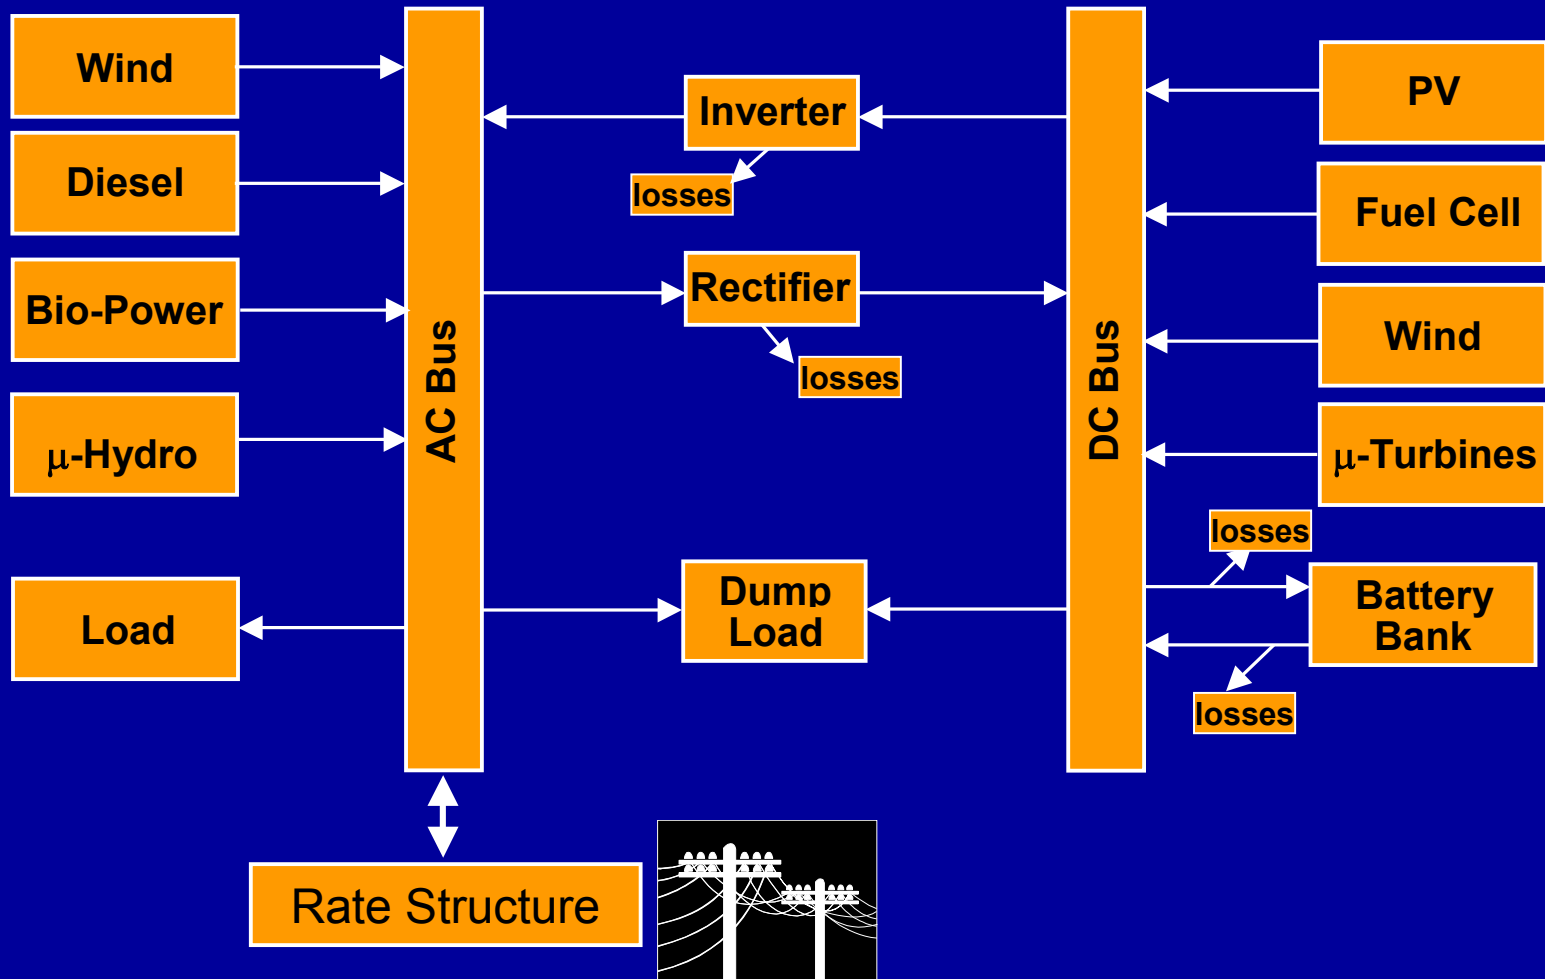 Wind
Diesel
Bio-Power
μ-Hydro
Load
AC Bus
Inverter
losses
Rectifier
losses
Dump
Load
DC Bus
PV
Fuel Cell
Wind
μ-Turbines
losses
Battery
Bank
losses
Rate Structure